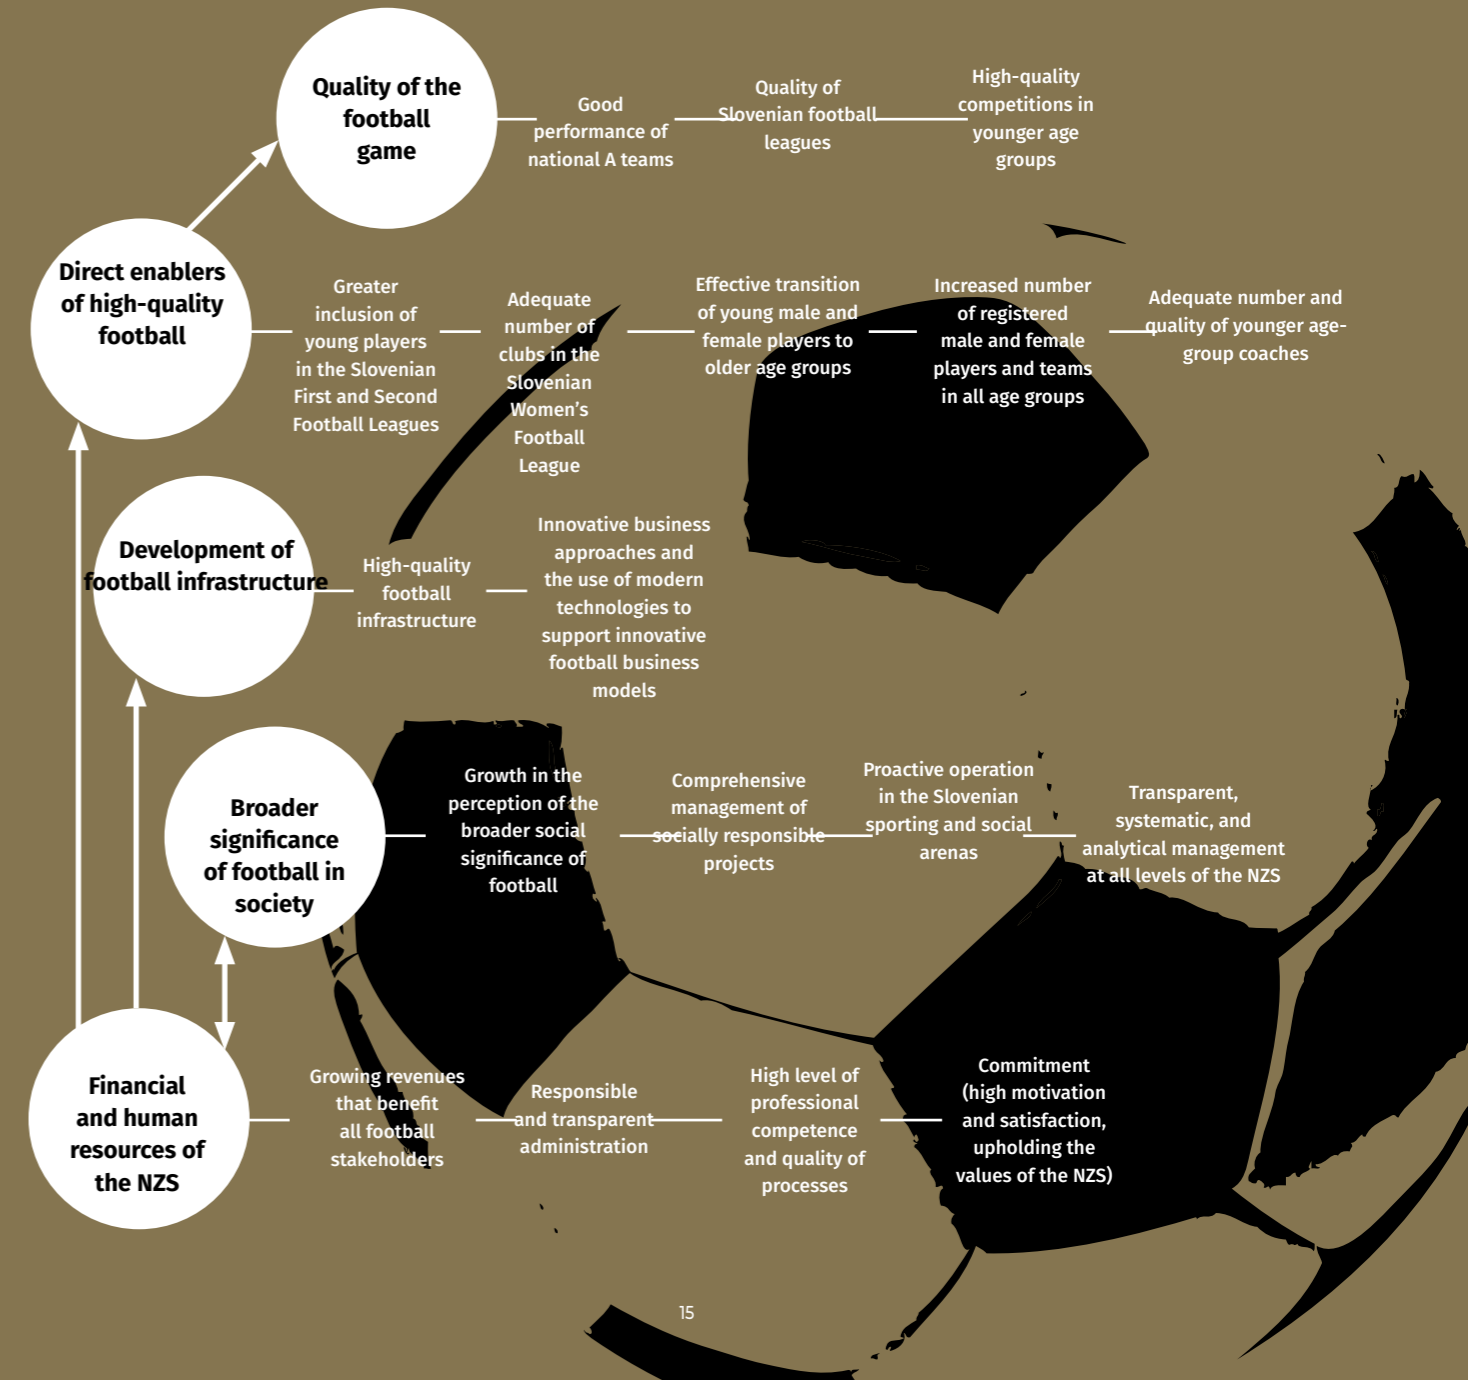 Quality of the
football
game
Good
performance of
national A teams
Quality of
Slovenian football
leagues
High-quality
competitions in
younger age
groups
Direct enablers
of high-quality
football
Greater
inclusion of
young players
in the Slovenian
First and Second
Football Leagues
Adequate
number of
clubs in the
Slovenian
Women’s
Football
League
Effective transition
of young male and
female players to
older age groups
Increased number
of registered
male and female
players and teams
in all age groups
Adequate number and
quality of younger age-
group coaches
Development of
football infrastructure
High-quality
football
infrastructure
Innovative business
approaches and
the use of modern
technologies to
support innovative
football business
models
Broader
significance
of football in
society
Growth in the
perception of the
broader social
significance of
football
Comprehensive
management of
socially responsible
projects
Proactive operation
in the Slovenian
sporting and social
arenas
Transparent,
systematic, and
analytical management
at all levels of the NZS
Financial
and human
resources of
the NZS
Growing revenues
that benefit
all football
stakeholders
Responsible
and transparent
administration
High level of
professional
competence
and quality of
processes
Commitment
(high motivation
and satisfaction,
upholding the
values of the NZS)
15